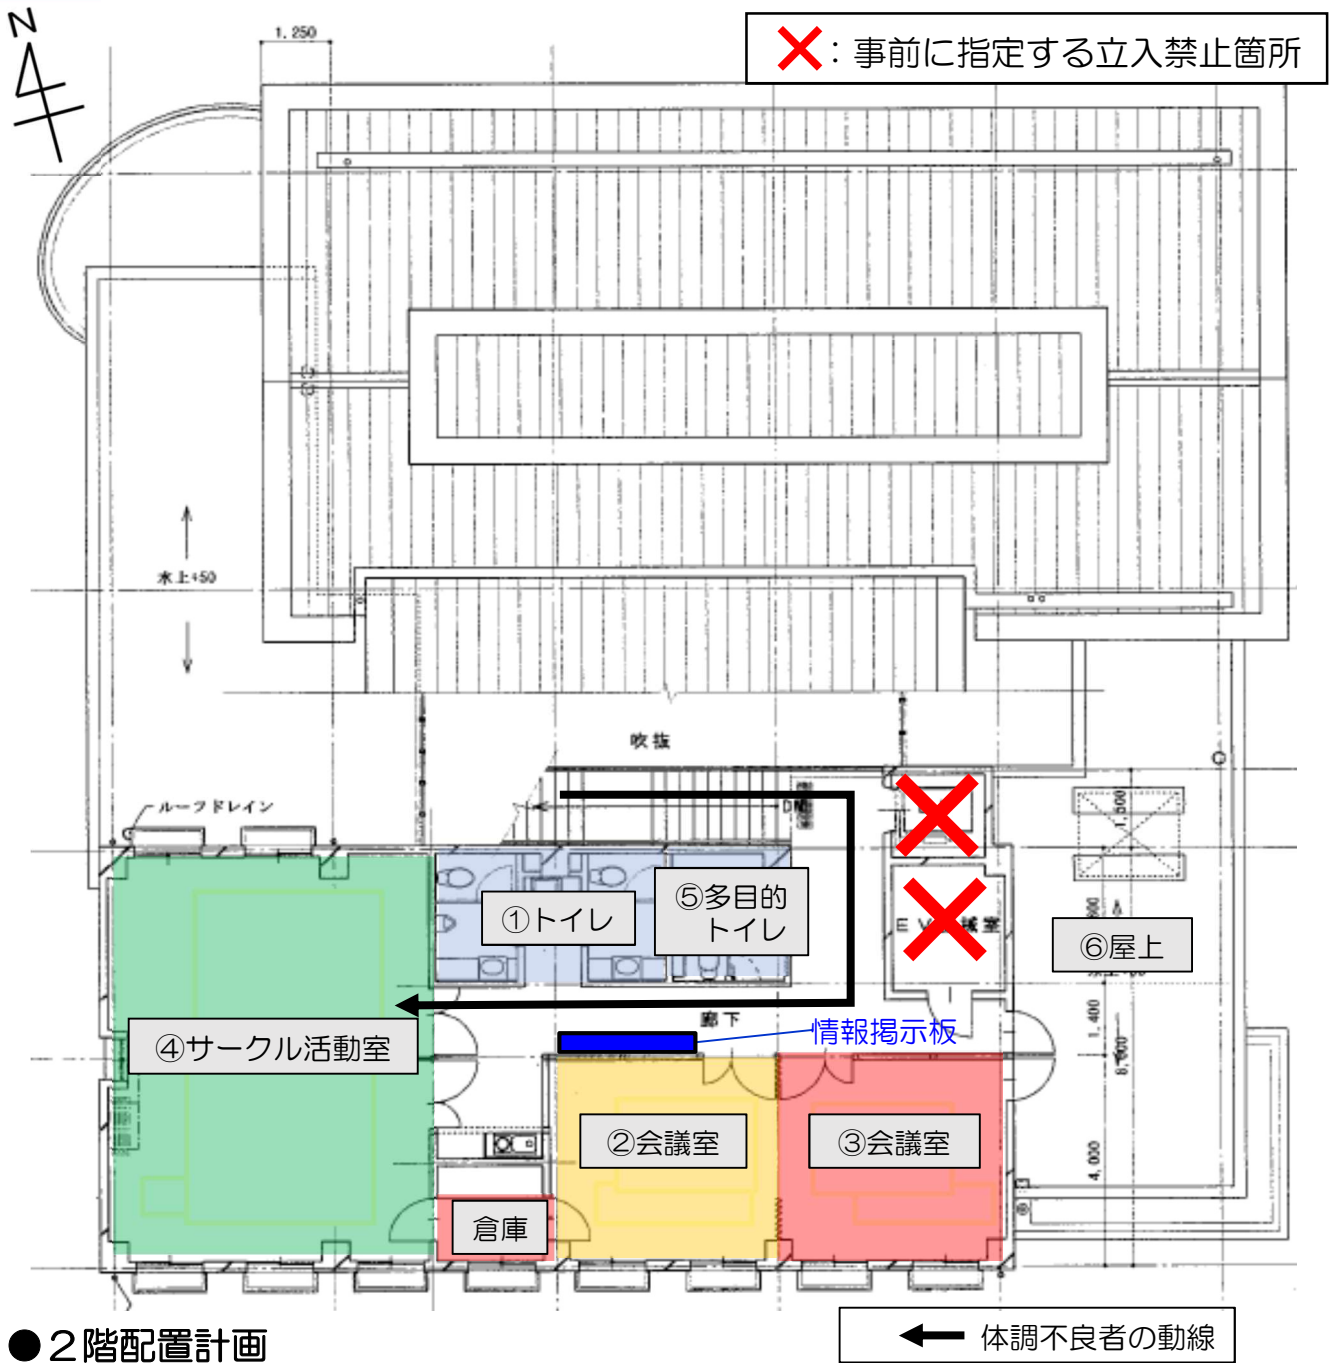 N
1,250
×：事前に指定する立入禁止箇所
水上+50
吹抜
ルーフドレイン
1,500
①トイレ
⑤多目的
トイレ
⑥屋上
廊下
情報掲示板
1,400
8,000
④サークル活動室
②会議室
③会議室
4,000
倉庫
●２階配置計画
体調不良者の動線